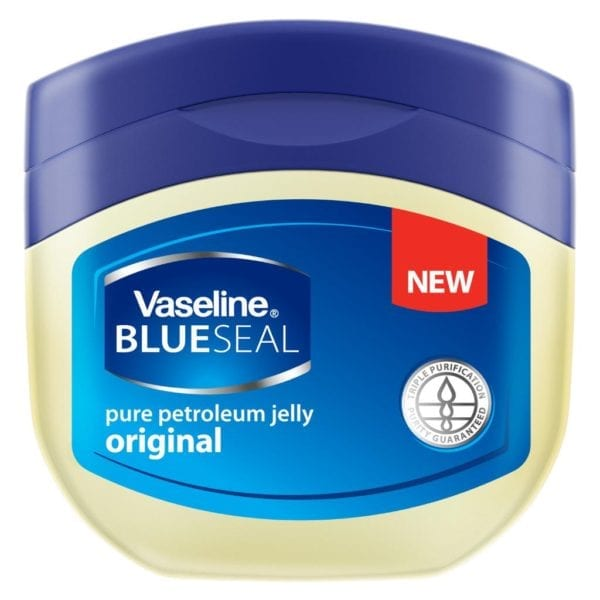 NEW
Vaseline®
BLUESEAL
pure petroleum jelly
original
TRIPLE PURIFICATION
PURITY GUARANTEED